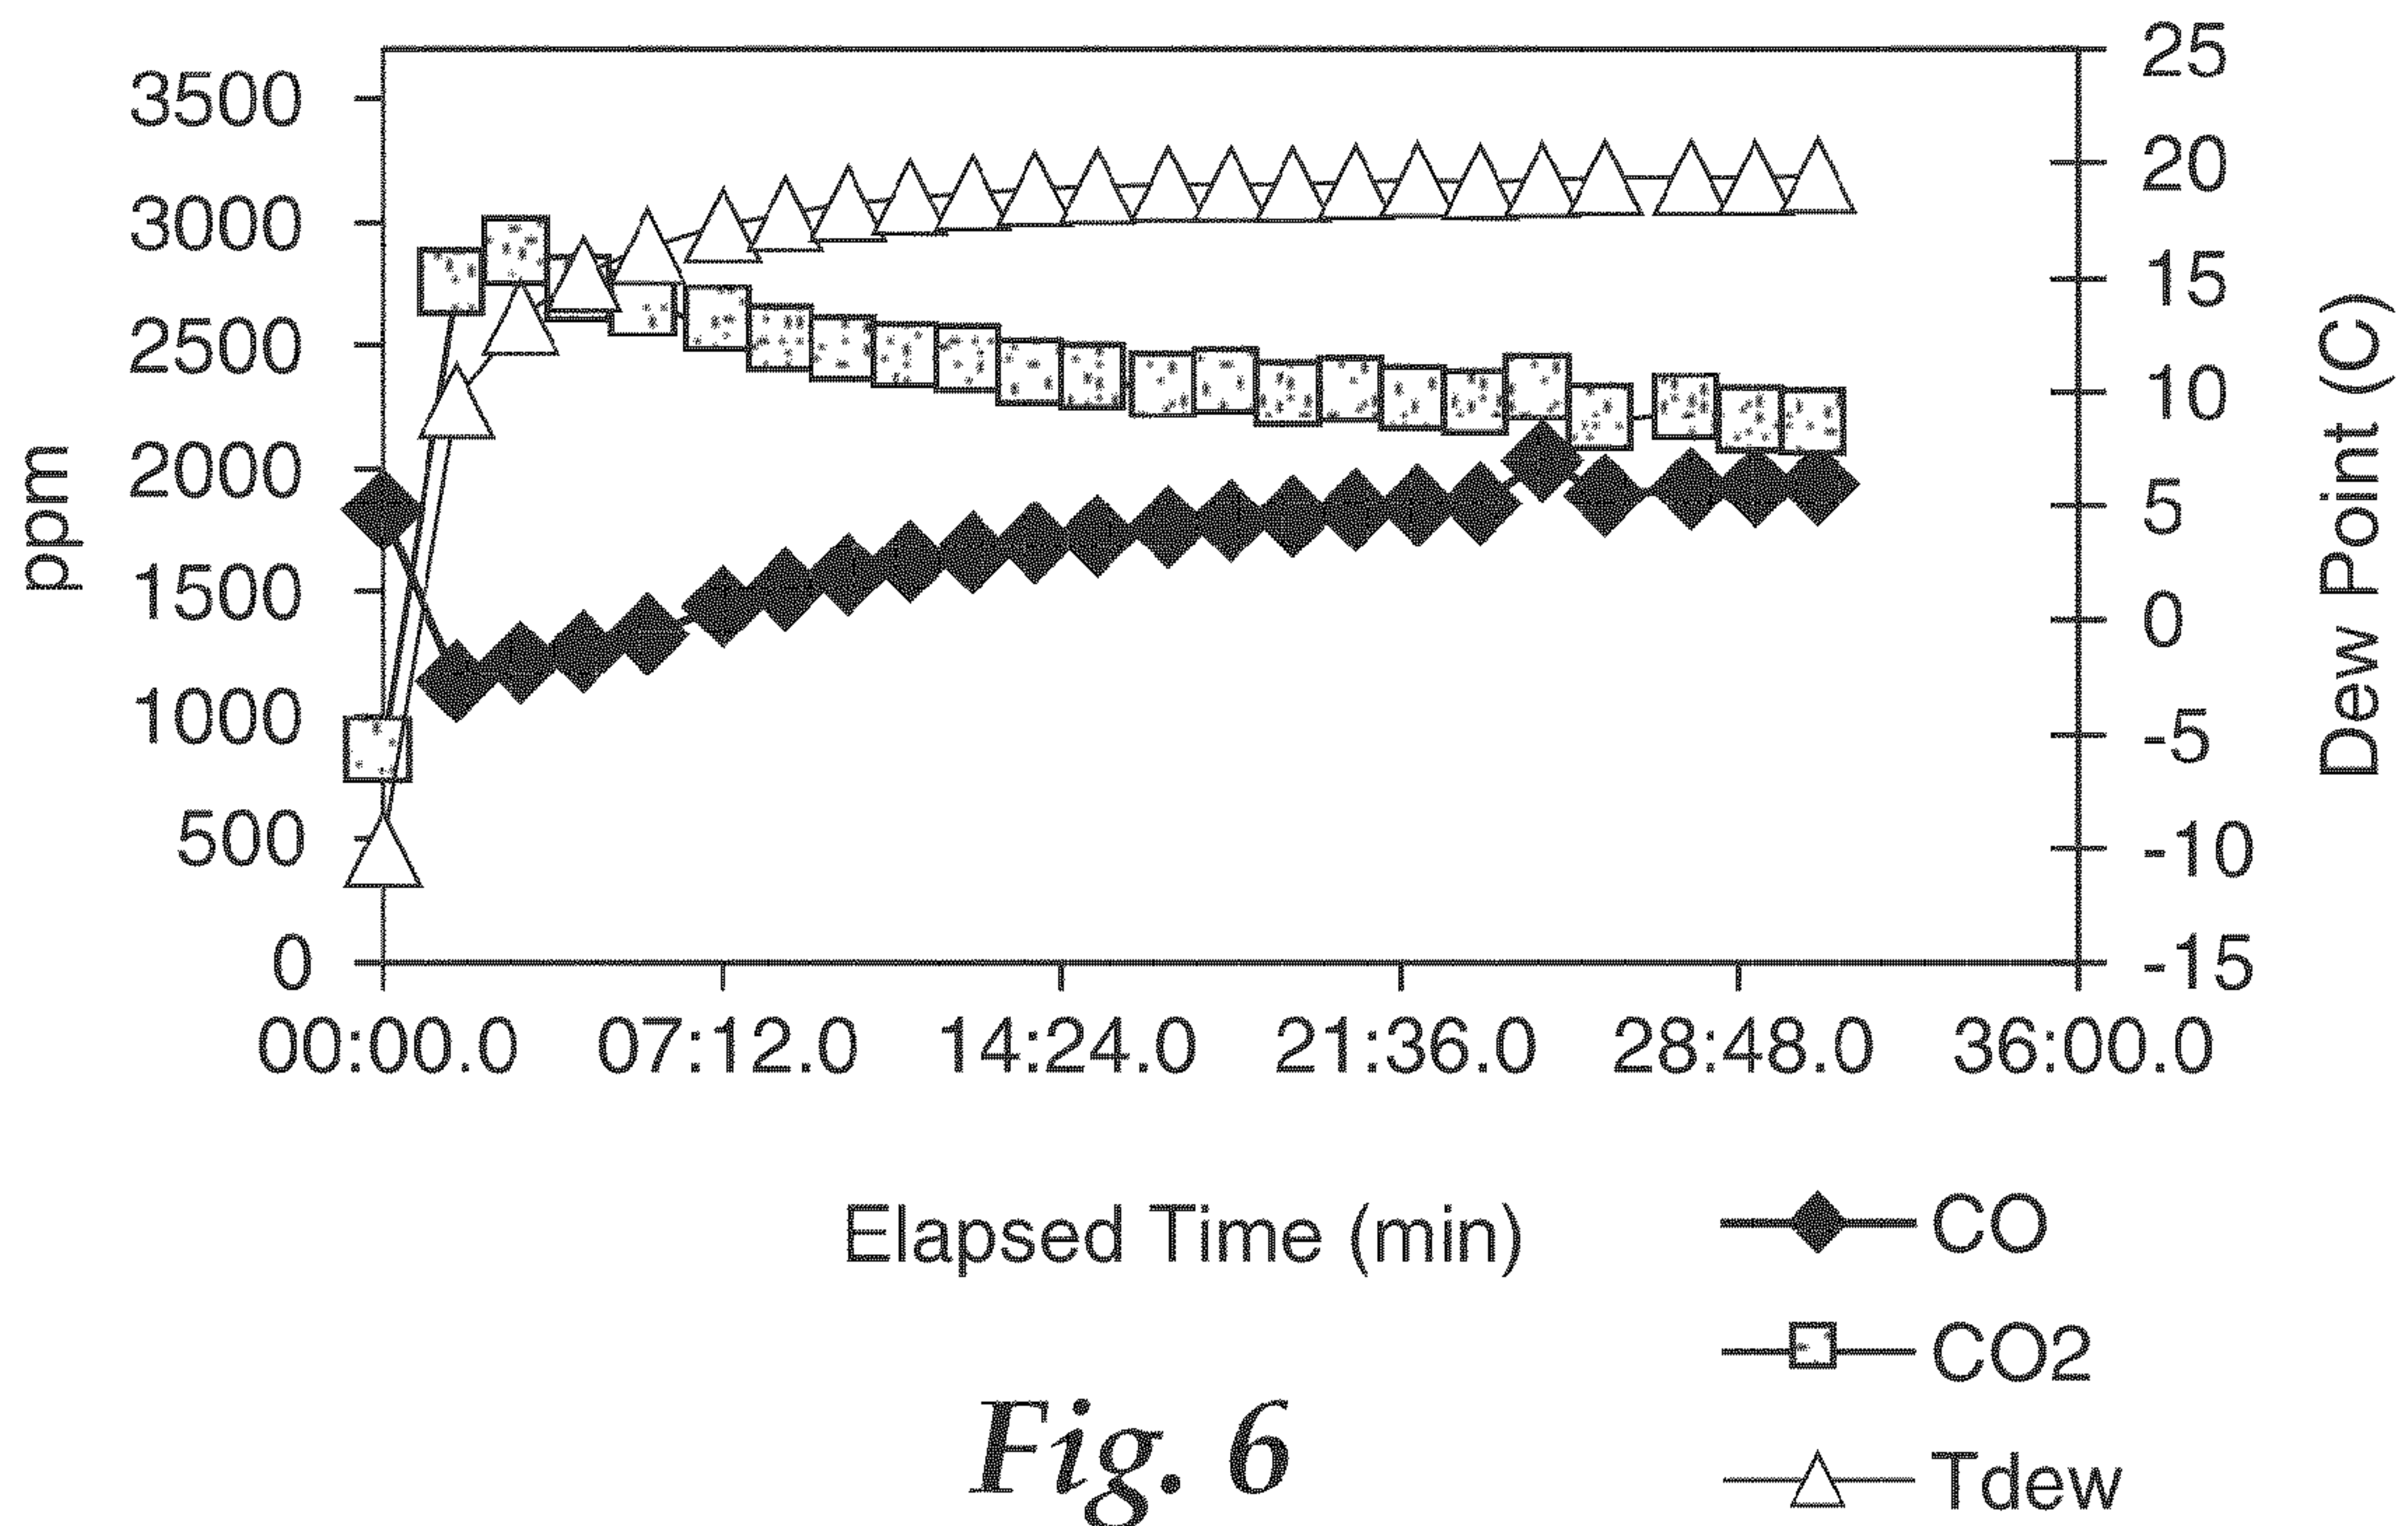 25
3500
20
3000
15
2500
10
2000
5
1500
0
1000
-5
500
-10
0
-15
ppm
Dew Point (C)
00:00.0 07:12.0 14:24.0 21:36.0 28:48.0 36:00.0
Elapsed Time (min)
CO
CO2
Tdew
Fig. 6